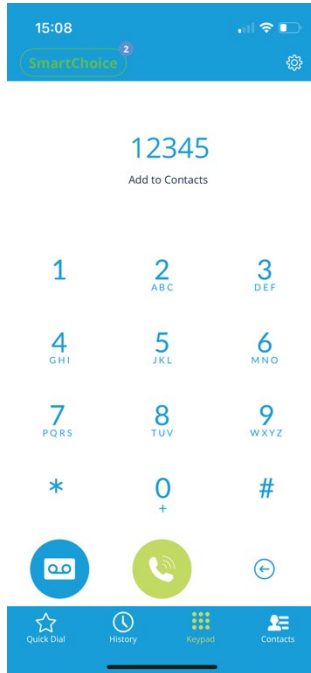 15:08
SmartChoice 2
12345
Add to Contacts
1 2 3
ABC DEF
4 5 6
GHI JKL MNO
7 8 9
PQRS TUV WXYZ
* 0 #
+
Quick Dial History Keypad Contacts